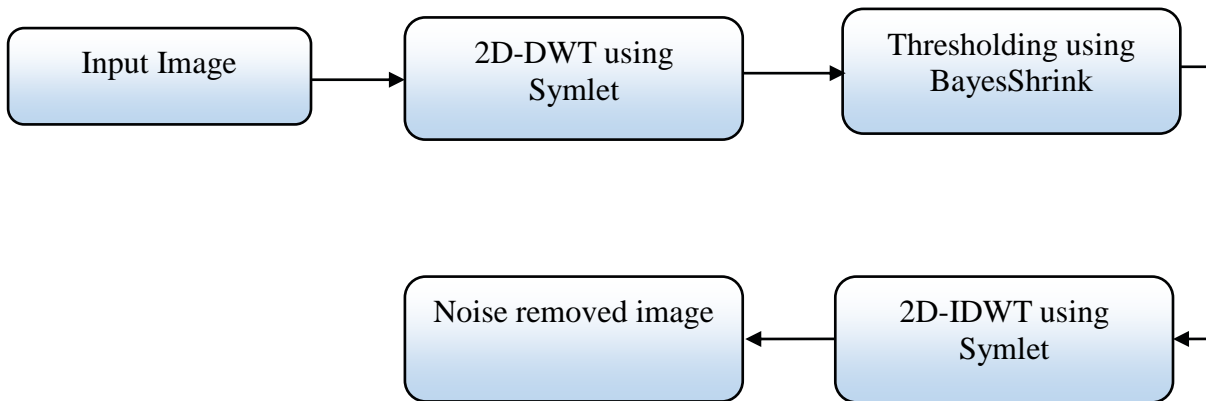 Input Image
2D-DWT using
Symlet
Thresholding using
BayesShrink
Noise removed image
2D-IDWT using
Symlet